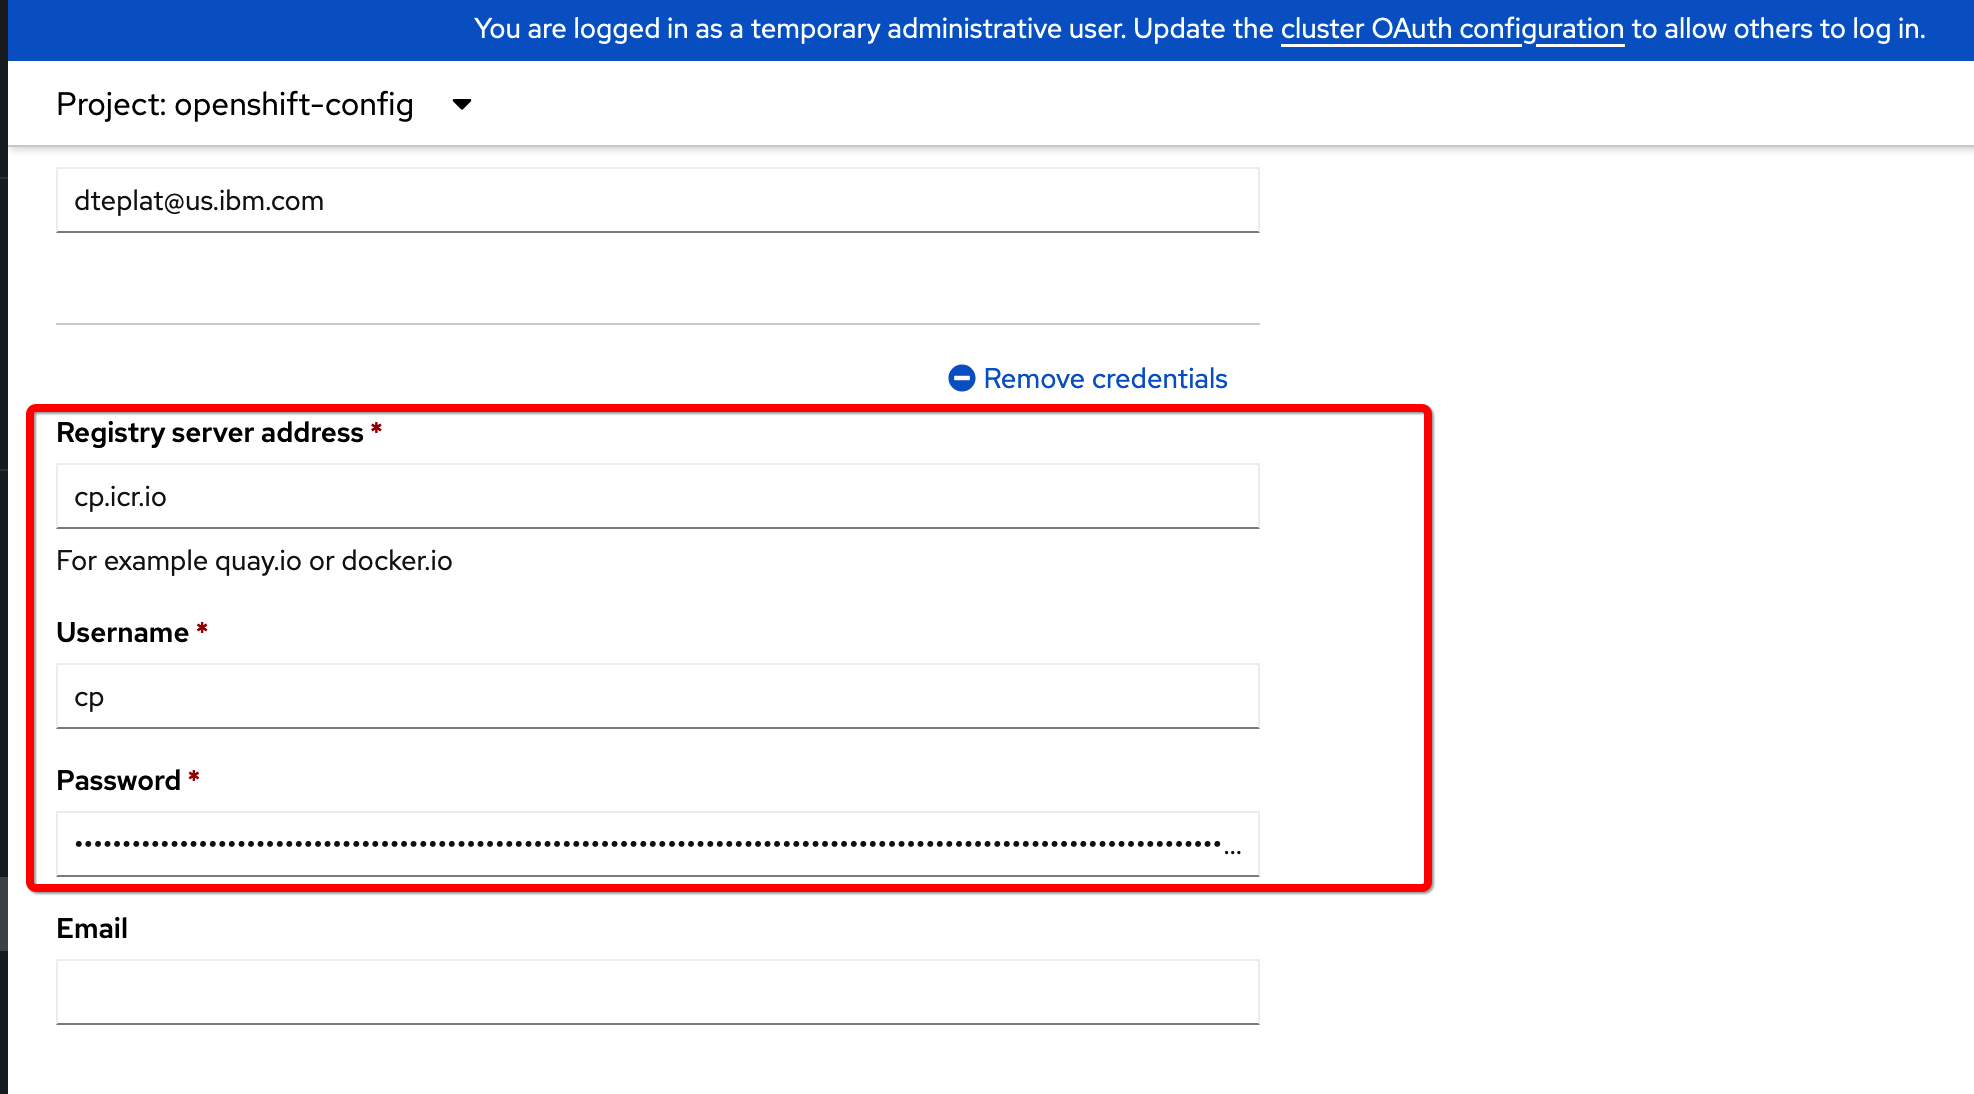 You are logged in as a temporary administrative user. Update the cluster OAuth configuration to allow others to log in.
Project: openshift-config
dteplat@us.ibm.com
Remove credentials
Registry server address *
cp.icr.io
For example quay.io or docker.io
Username *
cp
Password *
Email